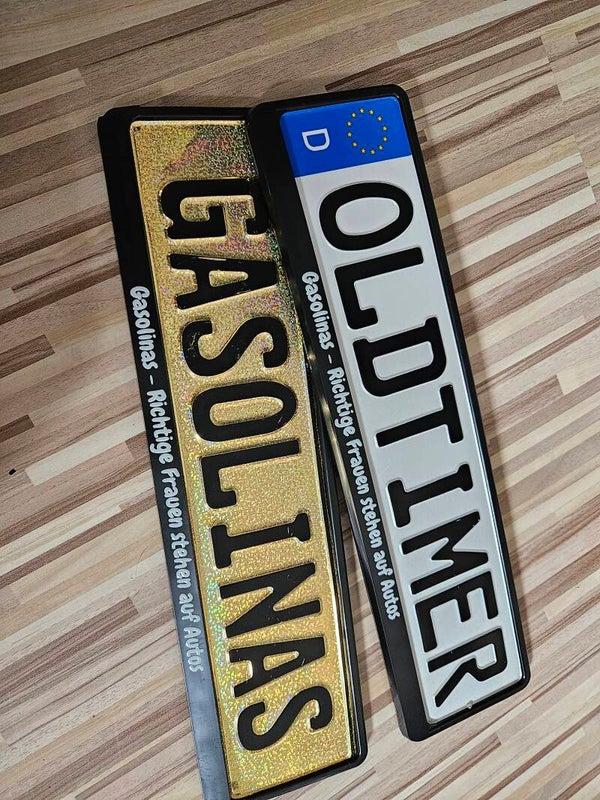 GASOLINAS
Gasolinas - Richtige Frauen stehen auf Autos
D
OLDTIMER
Gasolinas - Richtige Frauen stehen auf Autos